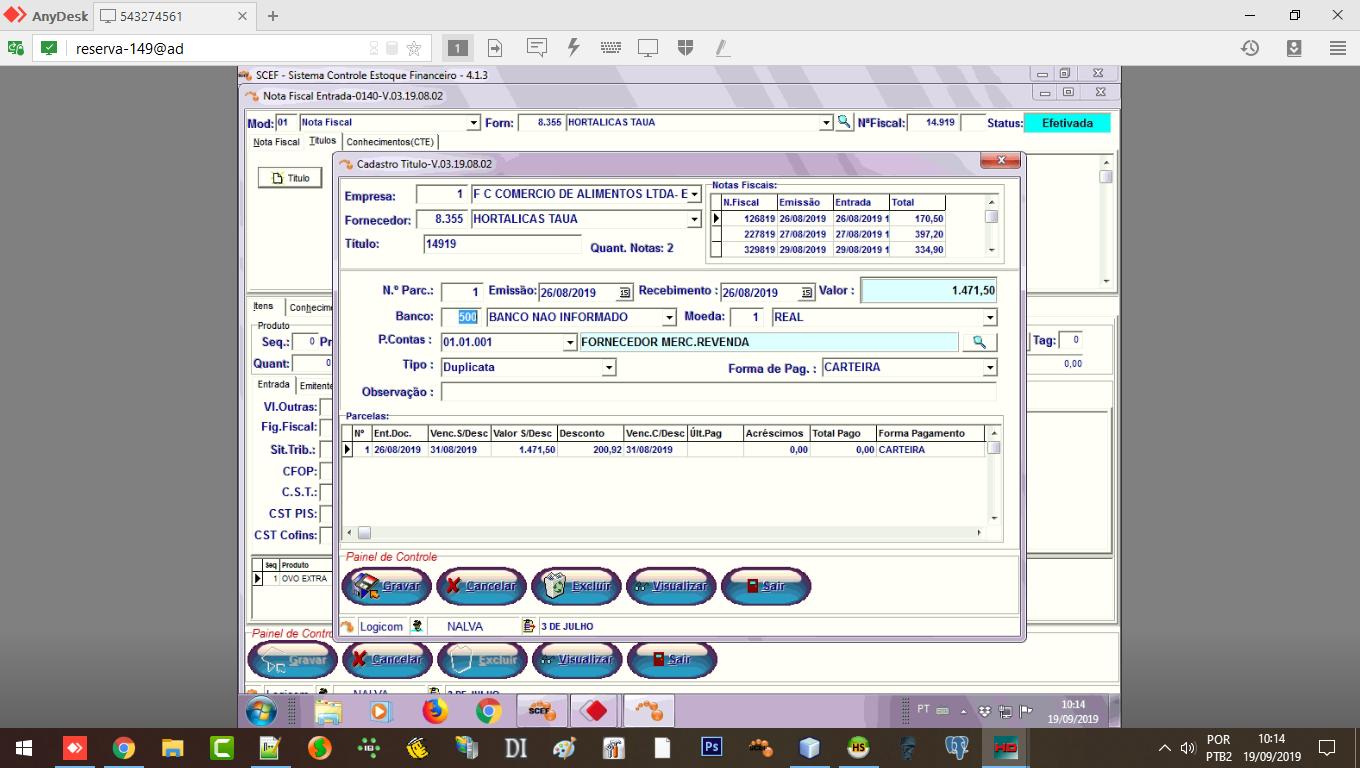 AnyDesk 543274561
reserva-149@ad 1
SCEF - Sistema Controle Estoque Financeiro - 4.1.3
Nota Fiscal Entrada-0140-V.03.19.08.02
Mod: 01 Nota Fiscal Forn: 8.355 HORTALICAS TAUA NºFiscal: 14.919 Status: Efetivada
Nota Fiscal Títulos Conhecimentos(CTE)
Título
Cadastro Titulo-V.03.19.08.02
Empresa: 1 F C COMERCIO DE ALIMENTOS LTDA- E
Fornecedor: 8.355 HORTALICAS TAUA
Título: 14919 Quant. Notas: 2
Notas Fiscais:
N.Fiscal Emissão Entrada Total
126819 26/08/2019 26/08/2019 1 170,50
227819 27/08/2019 27/08/2019 1 397,20
329819 29/08/2019 29/08/2019 1 334,90
N.º Parc.: 1 Emissão: 26/08/2019 15 Recebimento : 26/08/2019 15 Valor : 1.471,50
Banco: 500 BANCO NAO INFORMADO Moeda: 1 REAL
P.Contas : 01.01.001 FORNECEDOR MERC.REVENDA
Tipo : Duplicata Forma de Pag. : CARTEIRA
Observação :
Parcelas:
Nº Ent.Doc. Venc.S/Desc Valor S/Desc Desconto Venc.C/Desc Últ.Pag Acréscimos Total Pago Forma Pagamento
1 26/08/2019 31/08/2019 1.471,50 200,92 31/08/2019 0,00 0,00 CARTEIRA
Painel de Controle
Gravar Cancelar Excluir Visualizar Sair
Logicom NALVA 3 DE JULHO
Itens Conhecime
Produto
Seq.: 0 Pr
Quant: 0
Tag: 0
0,00
Entrada Emitente
Vl.Outras:
Fig.Fiscal:
Sit.Trib.:
CFOP:
C.S.T.:
CST PIS:
CST Cofins:
Seq Produto
1 OVO EXTRA
Painel de Contro
Gravar Cancelar Excluir Visualizar Sair
Logicom NALVA 3 DE JULHO
SCEF PT 10:14
19/09/2019
DI Ps HS HD POR 10:14
PTB2 19/09/2019